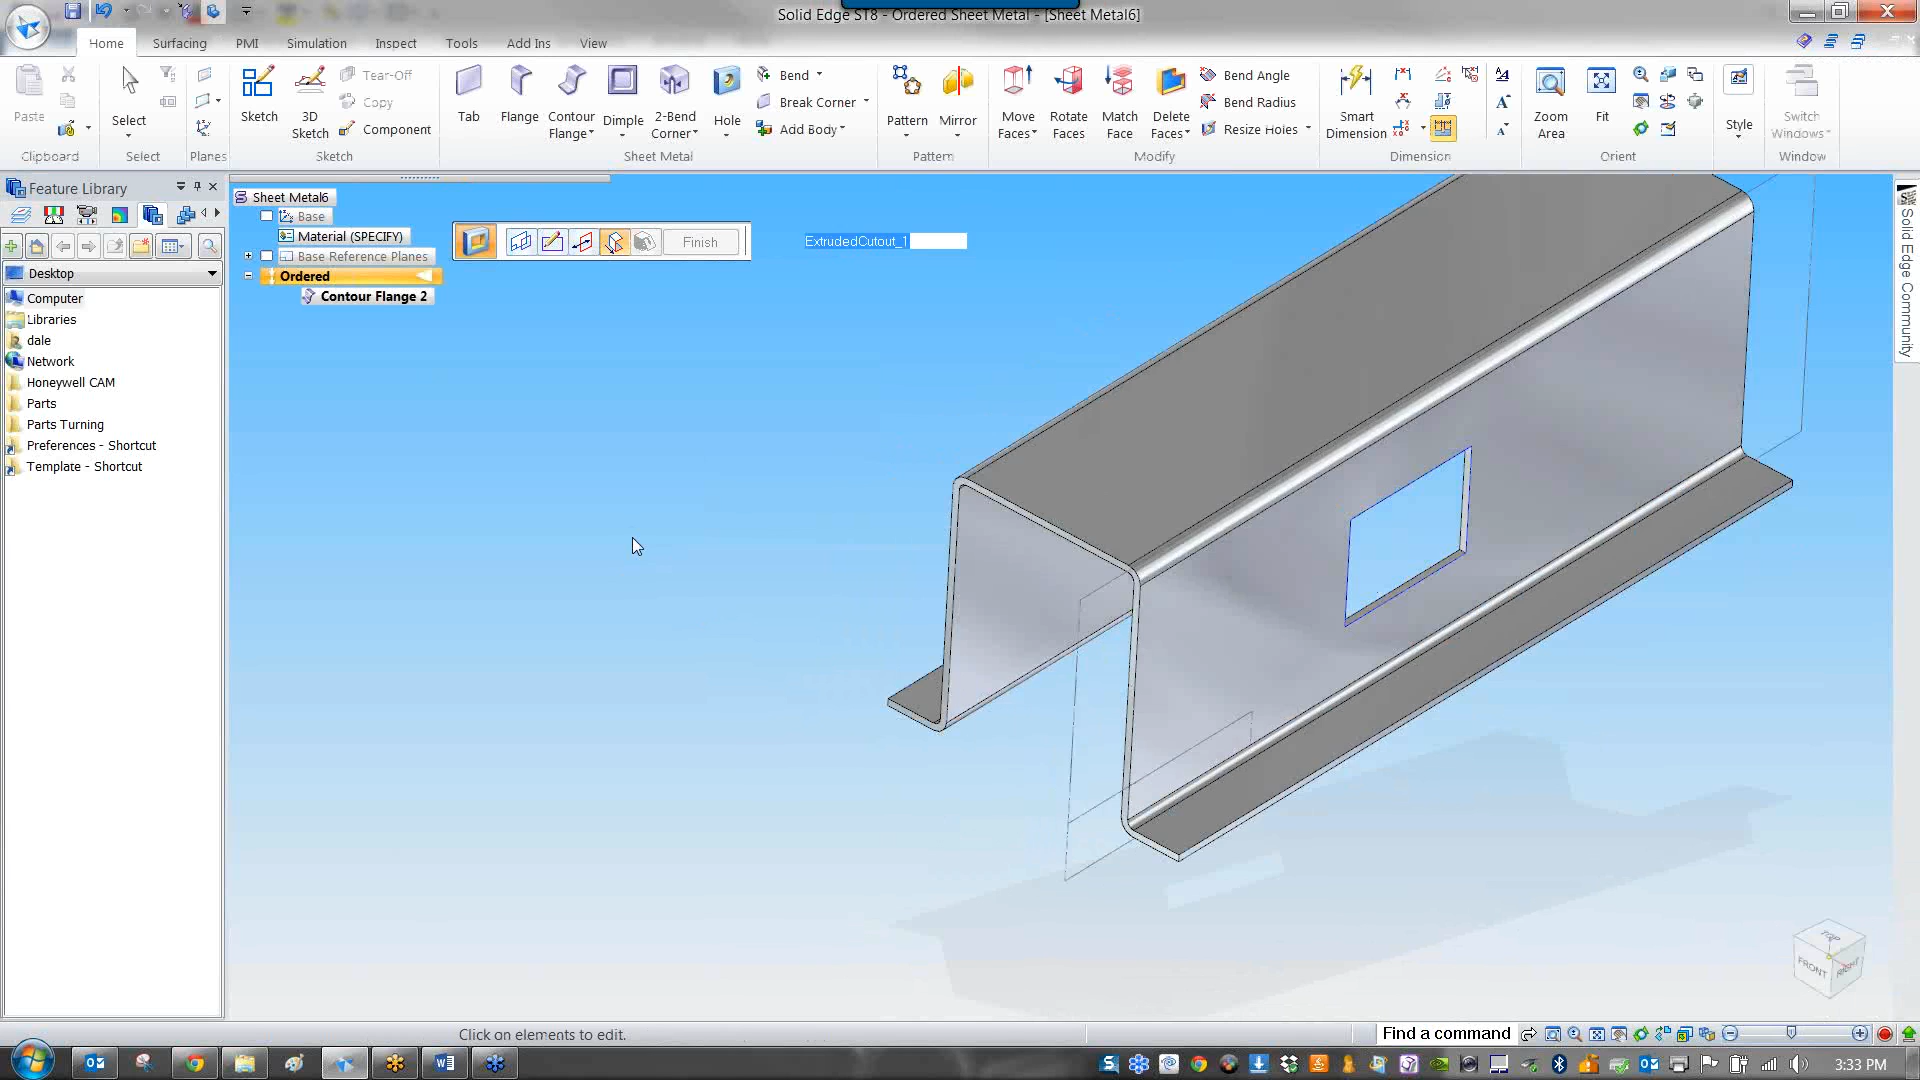 Solid Edge ST8 - Ordered Sheet Metal - [Sheet Metal6]
Home
Surfacing
PMI
Simulation
Inspect
Tools
Add Ins
View
Paste
Clipboard
Select
Select
Planes
Sketch
3D
Sketch
Tear-Off
Copy
Component
Sketch
Tab
Flange
Contour
Flange
Dimple
2-Bend
Corner
Hole
Bend
Break Corner
Add Body
Sheet Metal
Pattern
Mirror
Pattern
Move
Faces
Rotate
Faces
Match
Face
Delete
Faces
Bend Angle
Bend Radius
Resize Holes
Modify
Smart
Dimension
Dimension
Zoom
Area
Fit
Orient
Style
Switch
Windows
Window
Feature Library
Desktop
Computer
Libraries
dale
Network
Honeywell CAM
Parts
Parts Turning
Preferences - Shortcut
Template - Shortcut
Sheet Metal6
Base
Material (SPECIFY)
Base Reference Planes
Ordered
Contour Flange 2
Finish
ExtrudedCutout_1
Solid Edge Community
TOP
FRONT
RIGHT
Click on elements to edit.
Find a command
3:33 PM